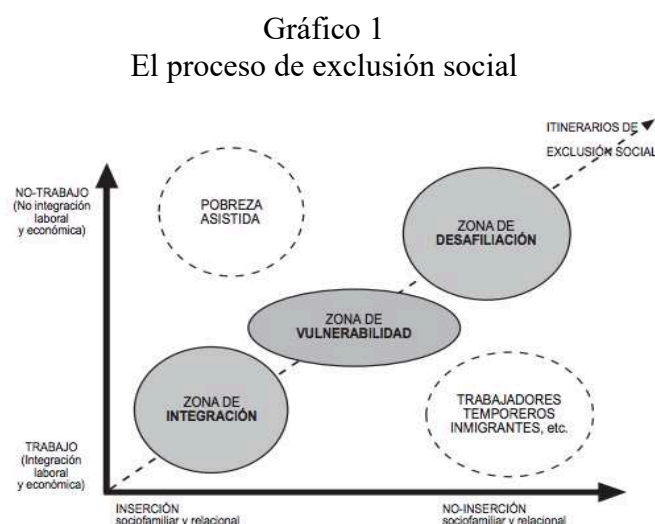 Gráfico 1
El proceso de exclusión social
ITINERARIOS DE
EXCLUSIÓN SOCIAL
NO-TRABAJO
(No integración
laboral
y económica)
POBREZA
ASISTIDA
ZONA DE
DESAFILIACIÓN
ZONA DE
VULNERABILIDAD
ZONA DE
INTEGRACIÓN
TRABAJADORES
TEMPOREROS
INMIGRANTES, etc.
TRABAJO
(Integración
laboral
y económica)
INSERCIÓN
sociofamiliar y relacional
NO-INSERCIÓN
sociofamiliar y relacional